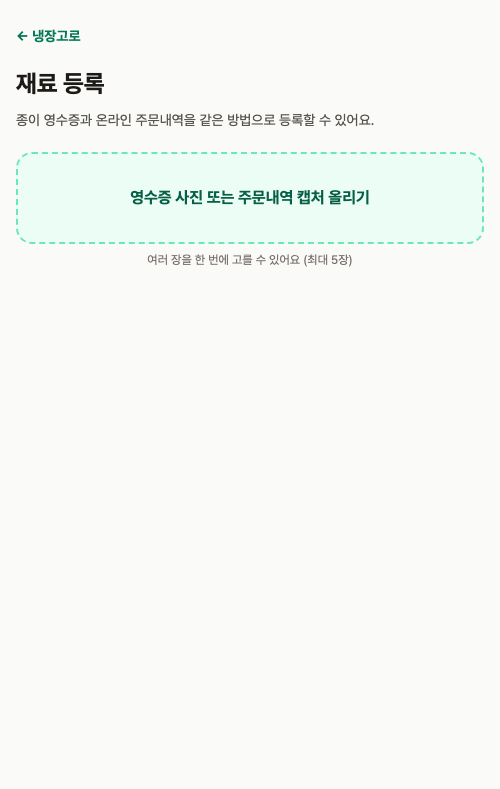 ← 냉장고로
재료 등록
종이 영수증과 온라인 주문내역을 같은 방법으로 등록할 수 있어요.
영수증 사진 또는 주문내역 캡처 올리기
여러 장을 한 번에 고를 수 있어요 (최대 5장)